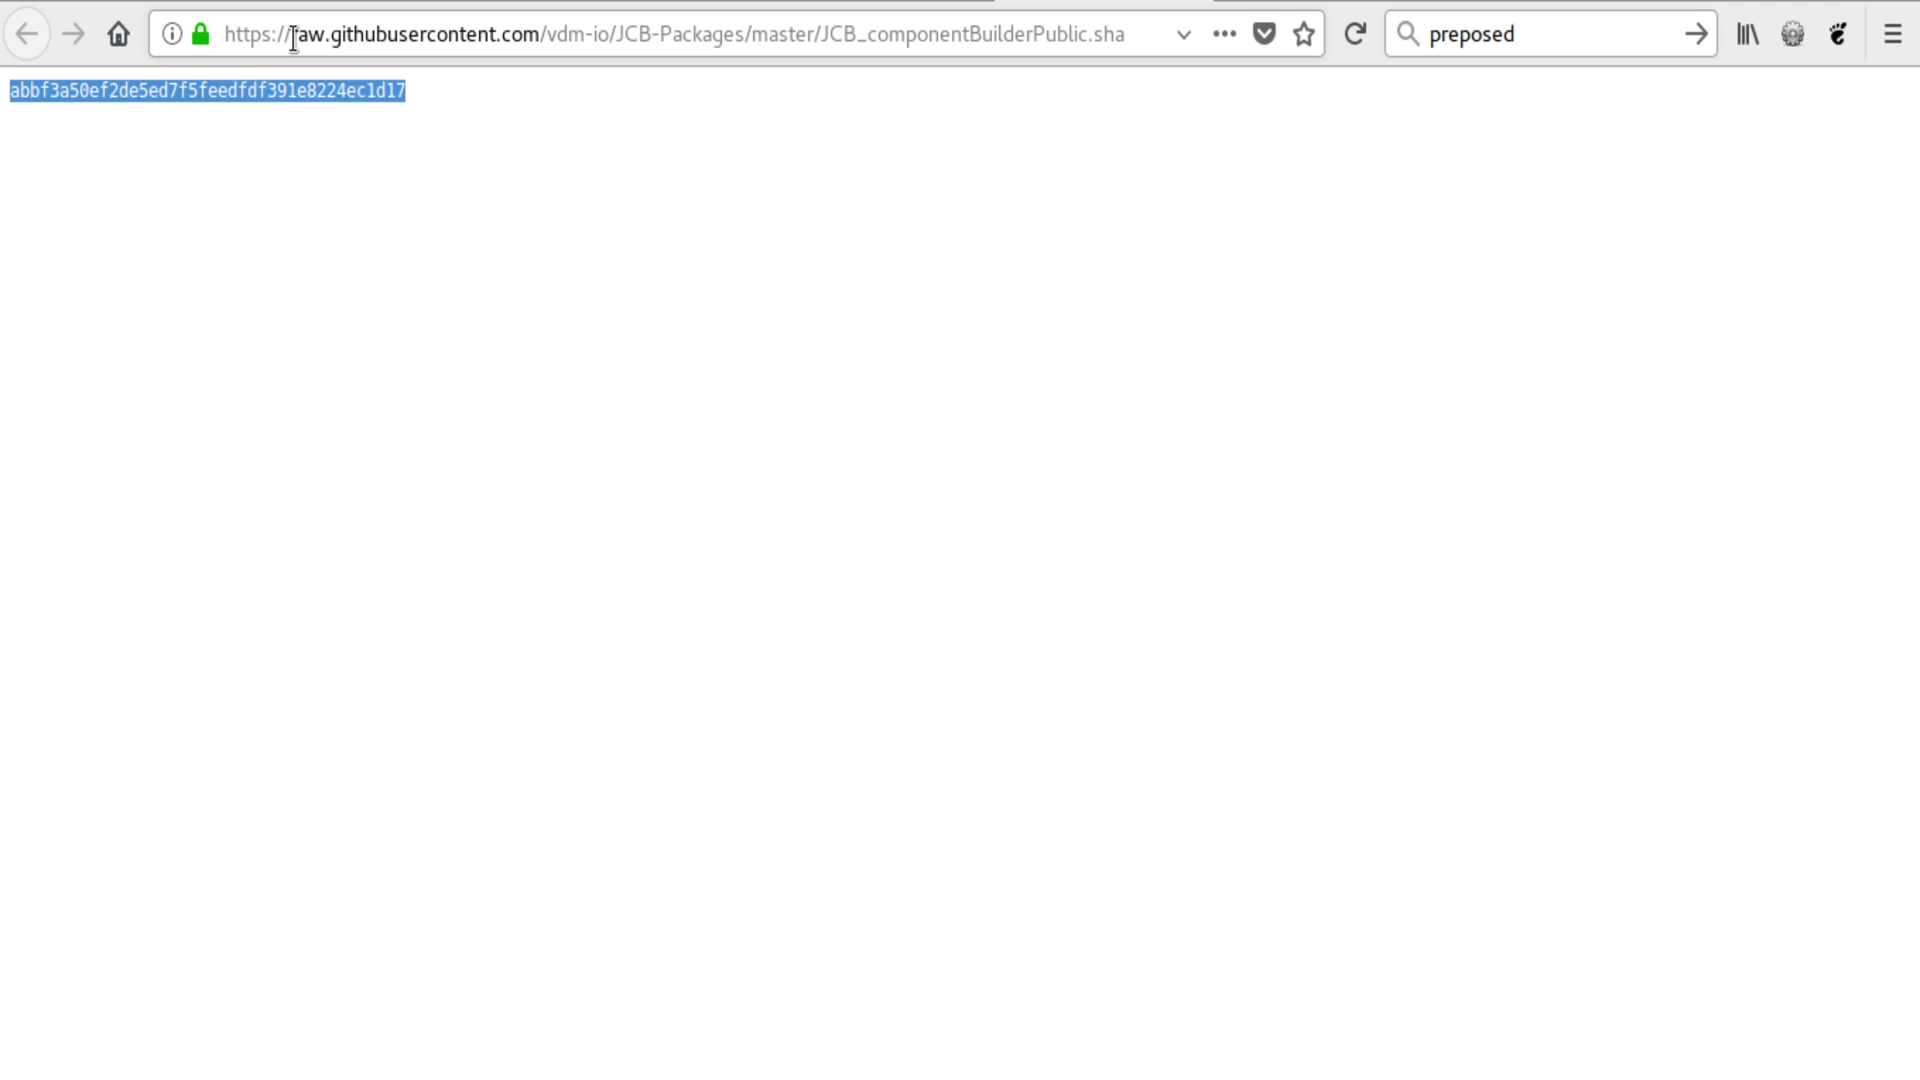 https://raw.githubusercontent.com/vdm-io/JCB-Packages/master/JCB_componentBuilderPublic.sha
preposed
abbf3a50ef2de5ed7f5feedfdf391e8224ec1d17